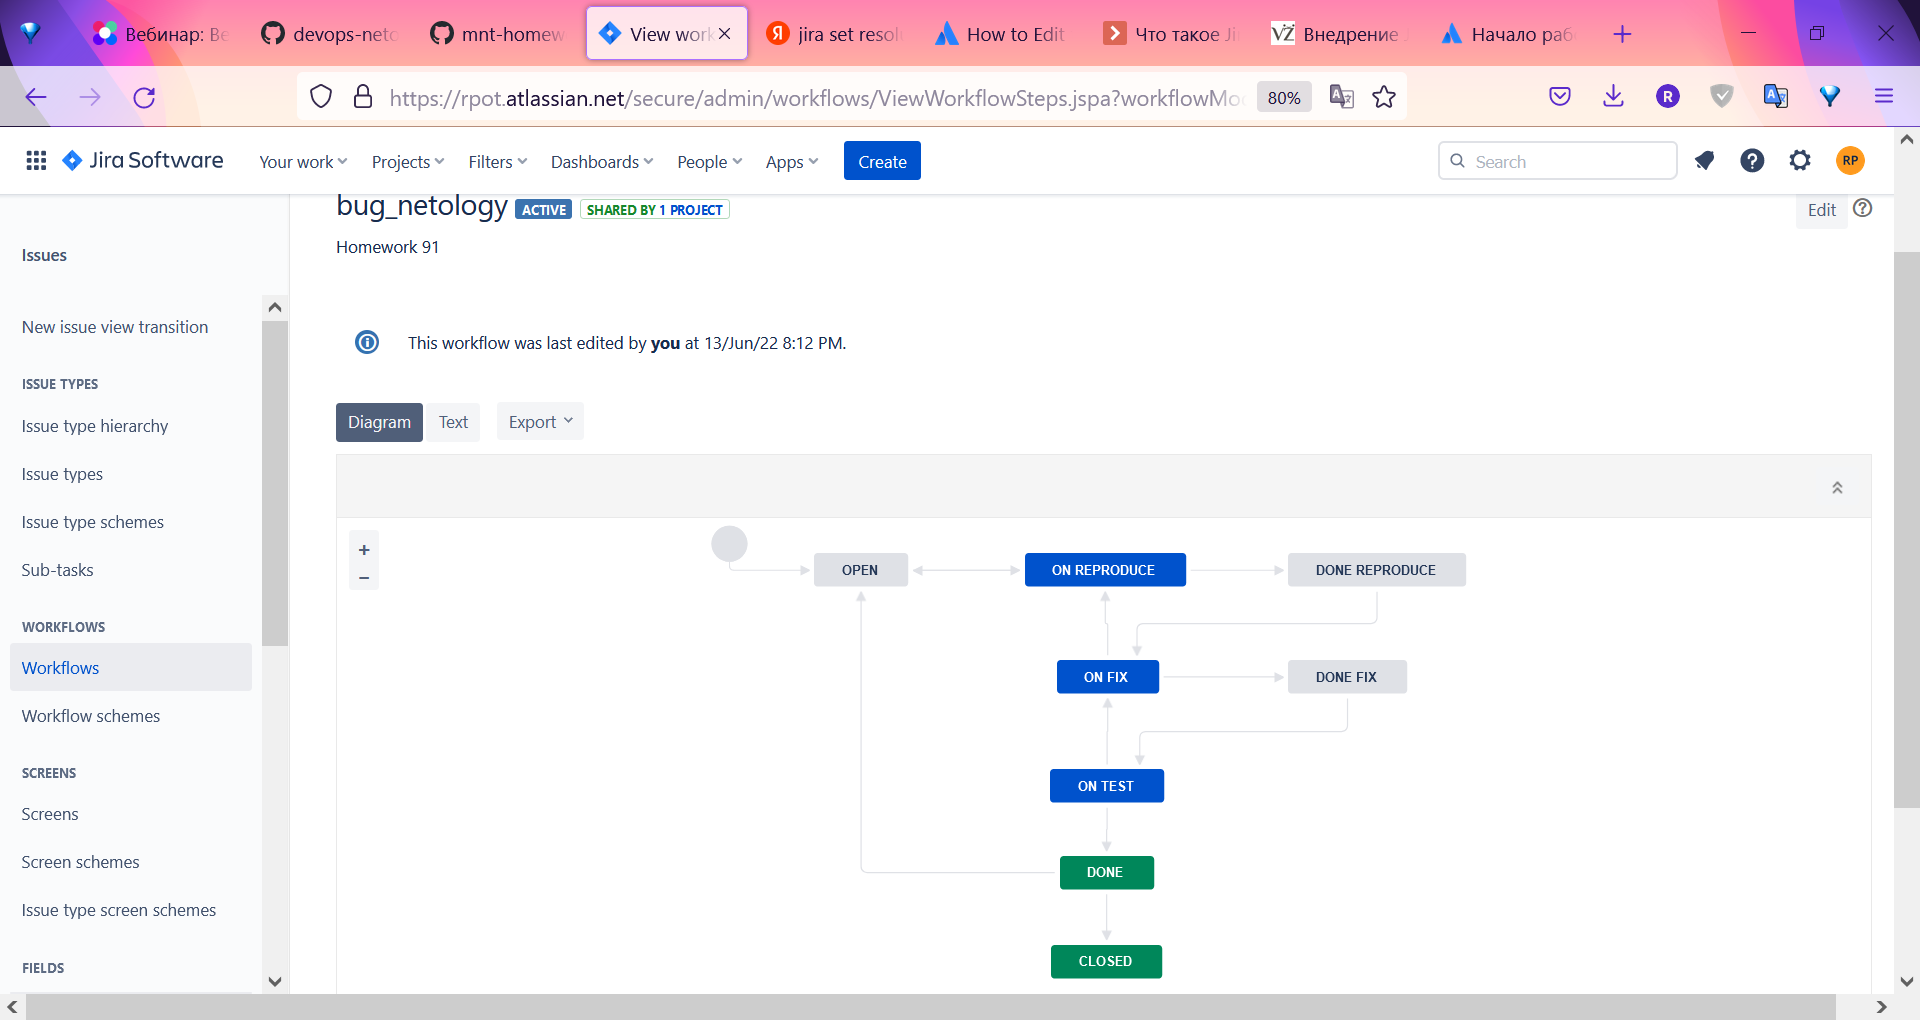 Вебинар: Ве
devops-neto
mnt-homew
View wor
jira set resol
How to Edit
Что такое Ji
Внедрение
Начало раб
https://rpot.atlassian.net/secure/admin/workflows/ViewWorkflowSteps.jspa?workflowMo
80%
Jira Software
Your work
Projects
Filters
Dashboards
People
Apps
Create
Search
RP
bug_netology
ACTIVE
SHARED BY 1 PROJECT
Edit
Homework 91
Issues
New issue view transition
ISSUE TYPES
Issue type hierarchy
Issue types
Issue type schemes
Sub-tasks
WORKFLOWS
Workflows
Workflow schemes
SCREENS
Screens
Screen schemes
Issue type screen schemes
FIELDS
This workflow was last edited by you at 13/Jun/22 8:12 PM.
Diagram
Text
Export
+
−
OPEN
ON REPRODUCE
DONE REPRODUCE
ON FIX
DONE FIX
ON TEST
DONE
CLOSED